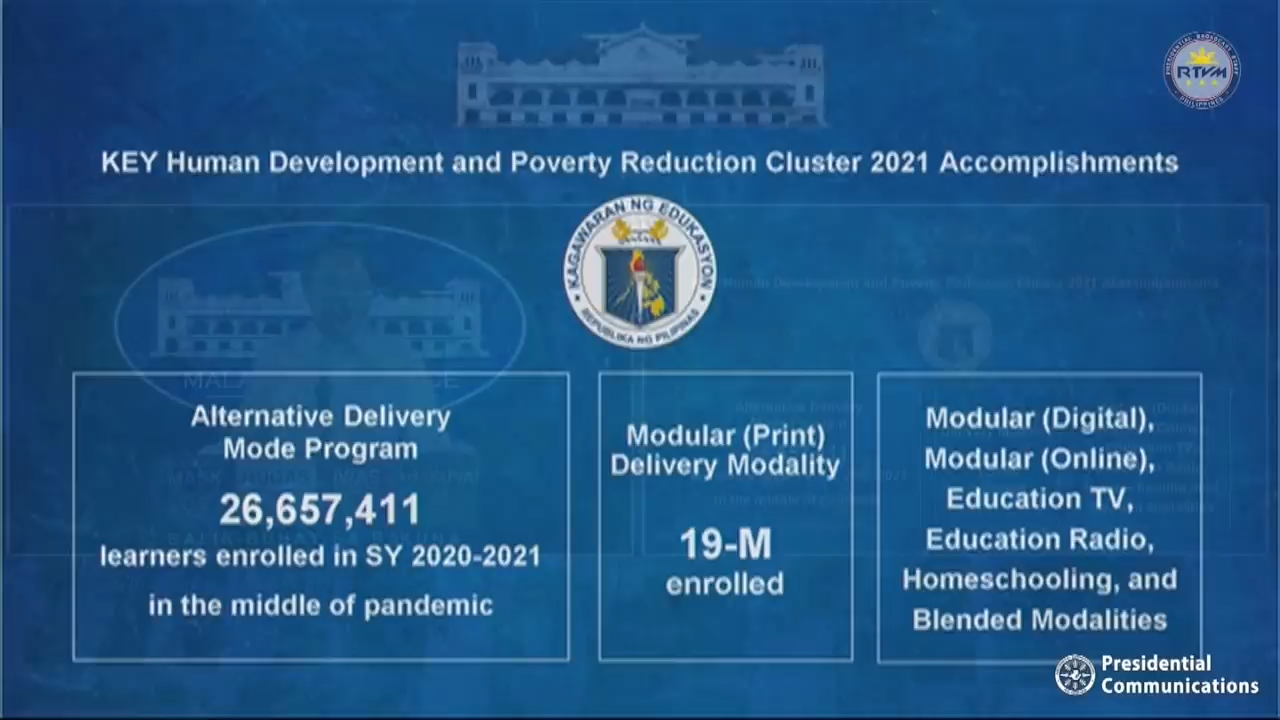 RTVM
PHILIPPINES
KEY Human Development and Poverty Reduction Cluster 2021 Accomplishments
KAGAWARAN NG EDUKASYON
REPUBLIKA NG PILIPINAS
Alternative Delivery
Mode Program
26,657,411
learners enrolled in SY 2020-2021
in the middle of pandemic
Modular (Print)
Delivery Modality
19-M
enrolled
Modular (Digital),
Modular (Online),
Education TV,
Education Radio,
Homeschooling, and
Blended Modalities
Presidential
Communications